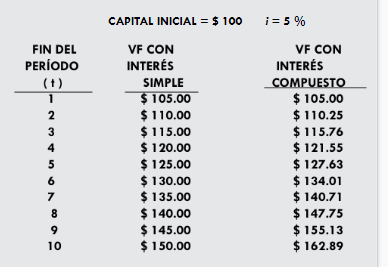 CAPITAL INICIAL = $ 100 i = 5 %
FIN DEL VF CON VF CON
PERÍODO INTERÉS INTERÉS
( t ) SIMPLE COMPUESTO
1 $ 105.00 $ 105.00
2 $ 110.00 $ 110.25
3 $ 115.00 $ 115.76
4 $ 120.00 $ 121.55
5 $ 125.00 $ 127.63
6 $ 130.00 $ 134.01
7 $ 135.00 $ 140.71
8 $ 140.00 $ 147.75
9 $ 145.00 $ 155.13
10 $ 150.00 $ 162.89